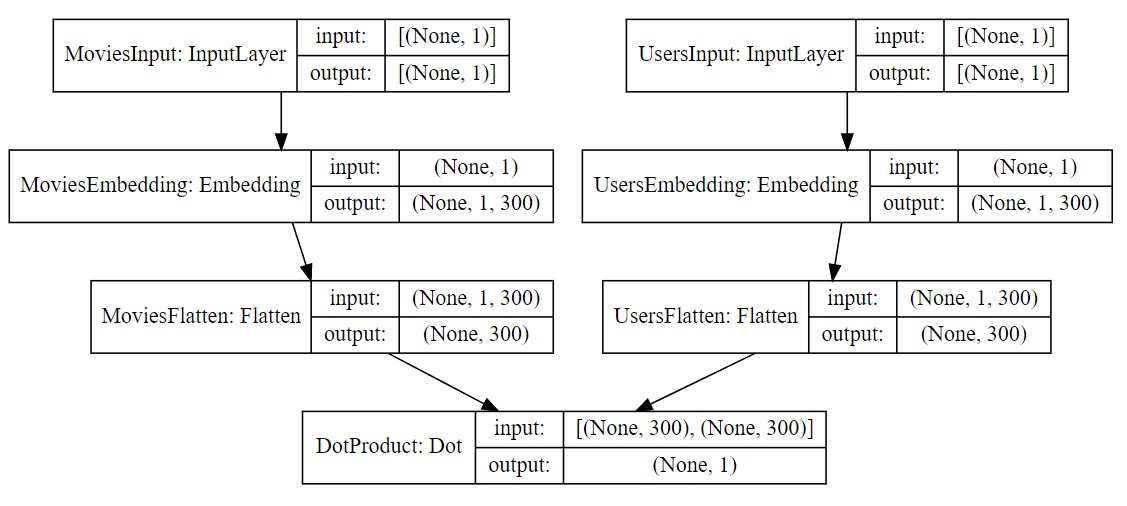 MoviesInput: InputLayer
input:
[(None, 1)]
output:
[(None, 1)]
UsersInput: InputLayer
input:
[(None, 1)]
output:
[(None, 1)]
MoviesEmbedding: Embedding
input:
(None, 1)
output:
(None, 1, 300)
UsersEmbedding: Embedding
input:
(None, 1)
output:
(None, 1, 300)
MoviesFlatten: Flatten
input:
(None, 1, 300)
output:
(None, 300)
UsersFlatten: Flatten
input:
(None, 1, 300)
output:
(None, 300)
DotProduct: Dot
input:
[(None, 300), (None, 300)]
output:
(None, 1)